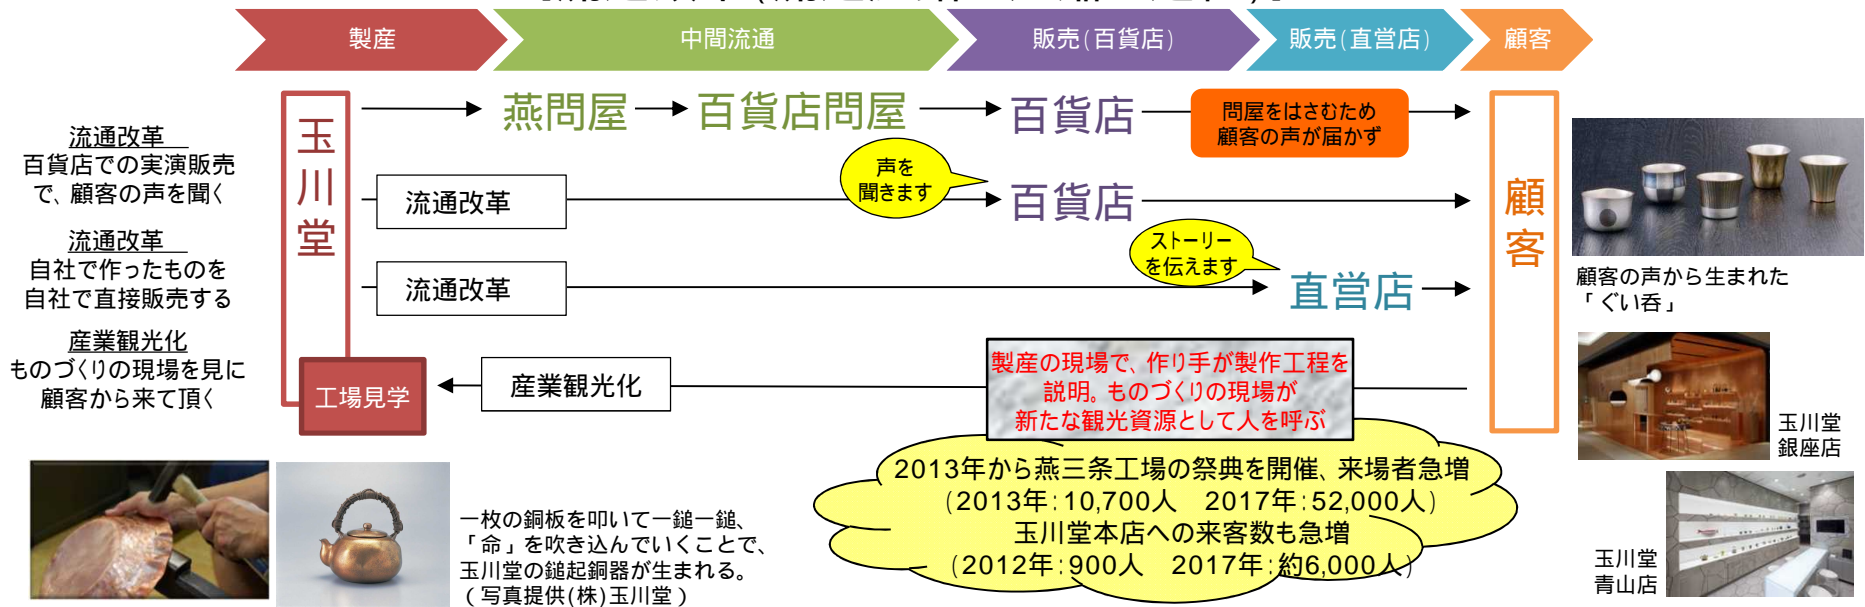 製産
中間流通
販売(百貨店)
販売(直営店)
顧客
流通改革
百貨店での実演販売
で、顧客の声を聞く
流通改革
自社で作ったものを
自社で直接販売する
産業観光化
ものづくりの現場を見に
顧客から来て頂く
玉川堂
燕問屋
百貨店問屋
百貨店
問屋をはさむため
顧客の声が届かず
流通改革
声を
聞きます
百貨店
流通改革
ストーリー
を伝えます
直営店
工場見学
産業観光化
製産の現場で、作り手が製作工程を
説明。ものづくりの現場が
新たな観光資源として人を呼ぶ
顧客
2013年から燕三条工場の祭典を開催、来場者急増
(2013年:10,700人　2017年:52,000人)
玉川堂本店への来客数も急増
(2012年:900人　2017年:約6,000人)
一枚の銅板を叩いて一鎚一鎚、
「命」を吹き込んでいくことで、
玉川堂の鎚起銅器が生まれる。
(写真提供(株)玉川堂)
顧客の声から生まれた
「ぐい呑」
玉川堂
銀座店
玉川堂
青山店